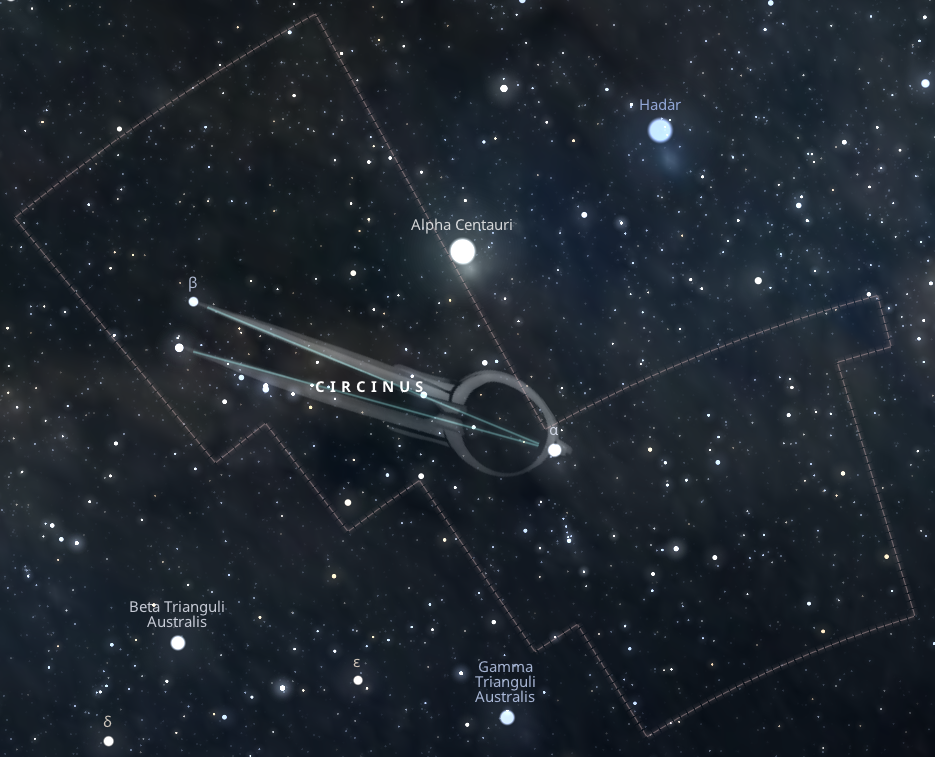 Hadar
Alpha Centauri
β
CIRCINUS
α
Beta Trianguli
Australis
ε
Gamma
Trianguli
Australis
δ